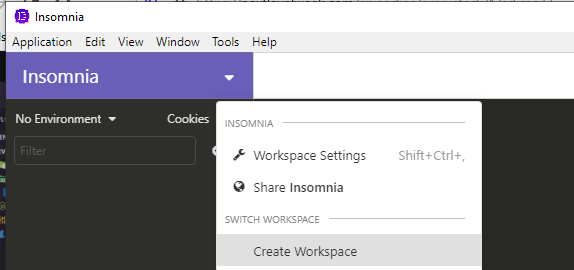 Insomnia
Application Edit View Window Tools Help
Insomnia
No Environment Cookies
Filter
INSOMNIA
Workspace Settings Shift+Ctrl+,
Share Insomnia
SWITCH WORKSPACE
Create Workspace